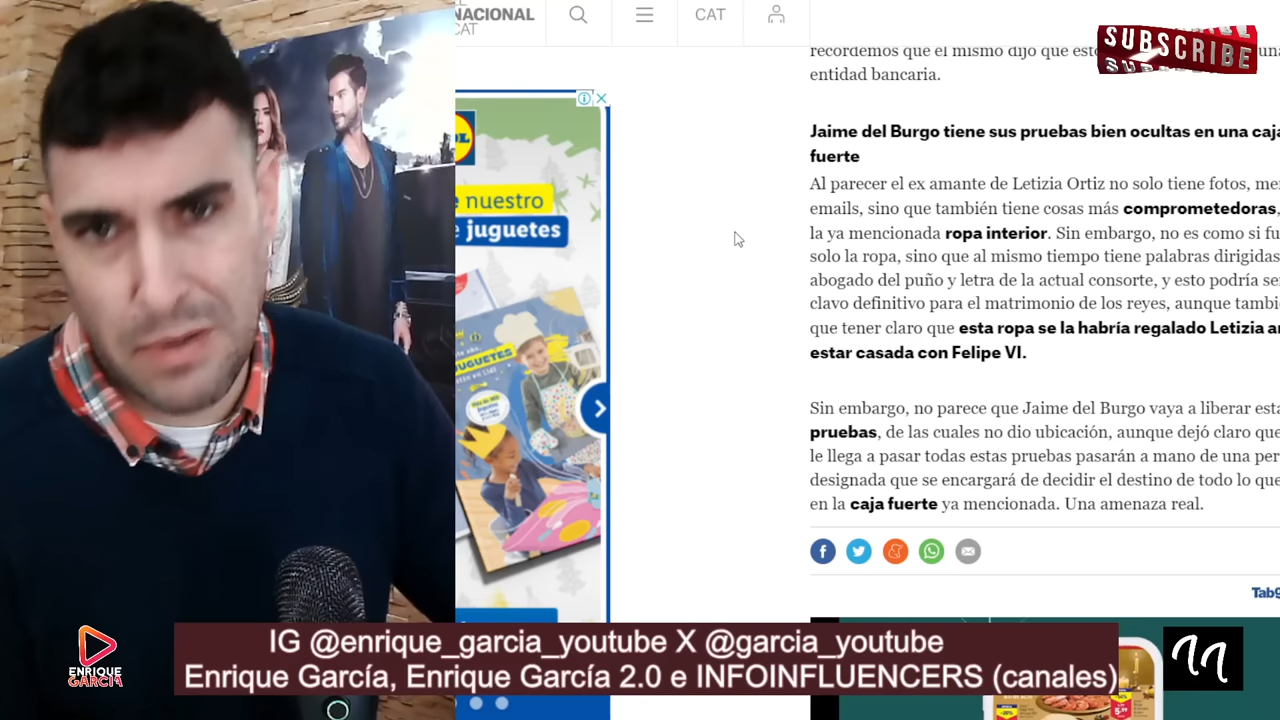 NACIONAL
CAT
CAT
SUBSCRIBE
recordemos que él mismo dijo que
entidad bancaria.
Jaime del Burgo tiene sus pruebas bien ocultas en una caja
fuerte
Al parecer el ex amante de Letizia Ortiz no solo tiene fotos,
emails, sino que también tiene cosas más comprometedoras,
la ya mencionada ropa interior. Sin embargo, no es como si
solo la ropa, sino que al mismo tiempo tiene palabras dirigidas
abogado del puño y letra de la actual consorte, y esto podría
clavo definitivo para el matrimonio de los reyes, aunque
que tener claro que esta ropa se la habría regalado Letizia
estar casada con Felipe VI.
Sin embargo, no parece que Jaime del Burgo vaya a liberar
pruebas, de las cuales no dio ubicación, aunque dejó claro
le llega a pasar todas estas pruebas pasarán a mano de una
designada que se encargará de decidir el destino de todo lo
en la caja fuerte ya mencionada. Una amenaza real.
nuestro
juguetes
IG @enrique_garcia_youtube X @garcia_youtube
Enrique García, Enrique García 2.0 e INFOINFLUENCERS (canales)
ENRIQUE
GARCÍA